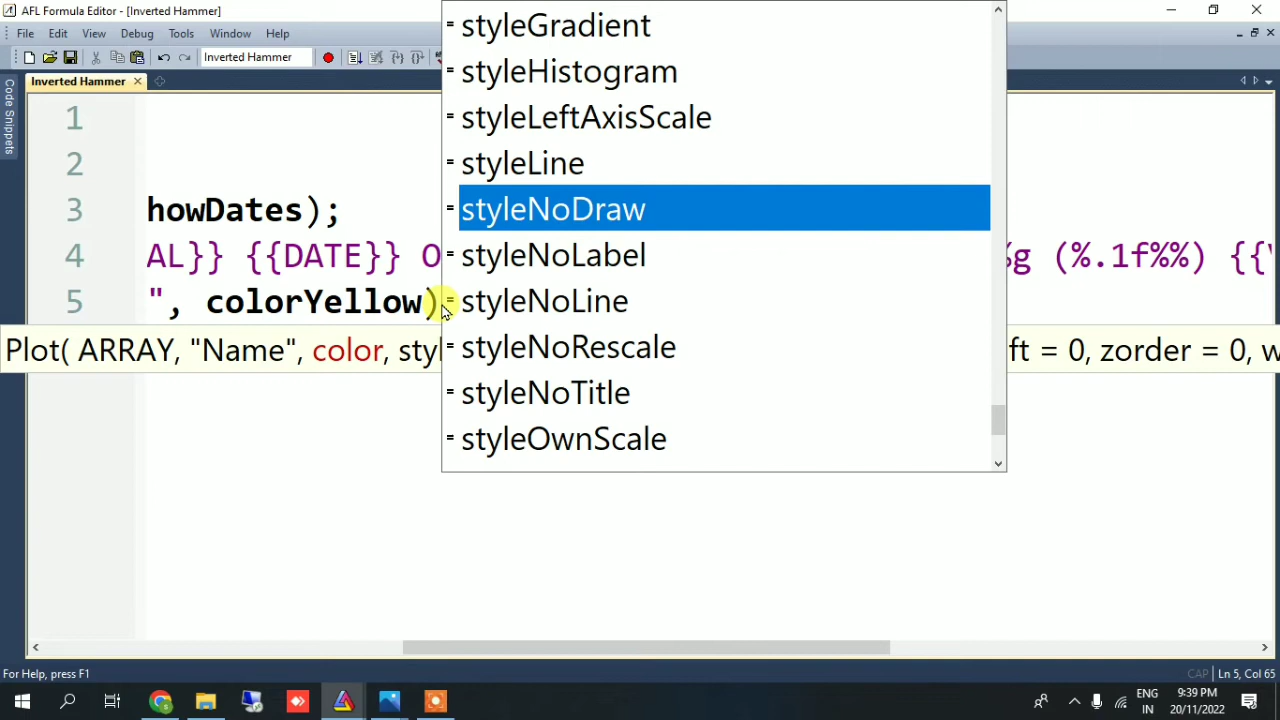 AFL Formula Editor - [Inverted Hammer]
File Edit View Debug Tools Window Help
Inverted Hammer
Inverted Hammer
Code Snippets
styleGradient
styleHistogram
styleLeftAxisScale
styleLine
styleNoDraw
styleNoLabel
styleNoLine
styleNoRescale
styleNoTitle
styleOwnScale
1
2
3 howDates);
4 AL}} {{DATE}} O g (%.1f%%) {{
5 ", colorYellow)
Plot( ARRAY, "Name", color, sty ft = 0, zorder = 0, w
For Help, press F1
CAP Ln 5, Col 65
ENG 9:39 PM
IN 20/11/2022